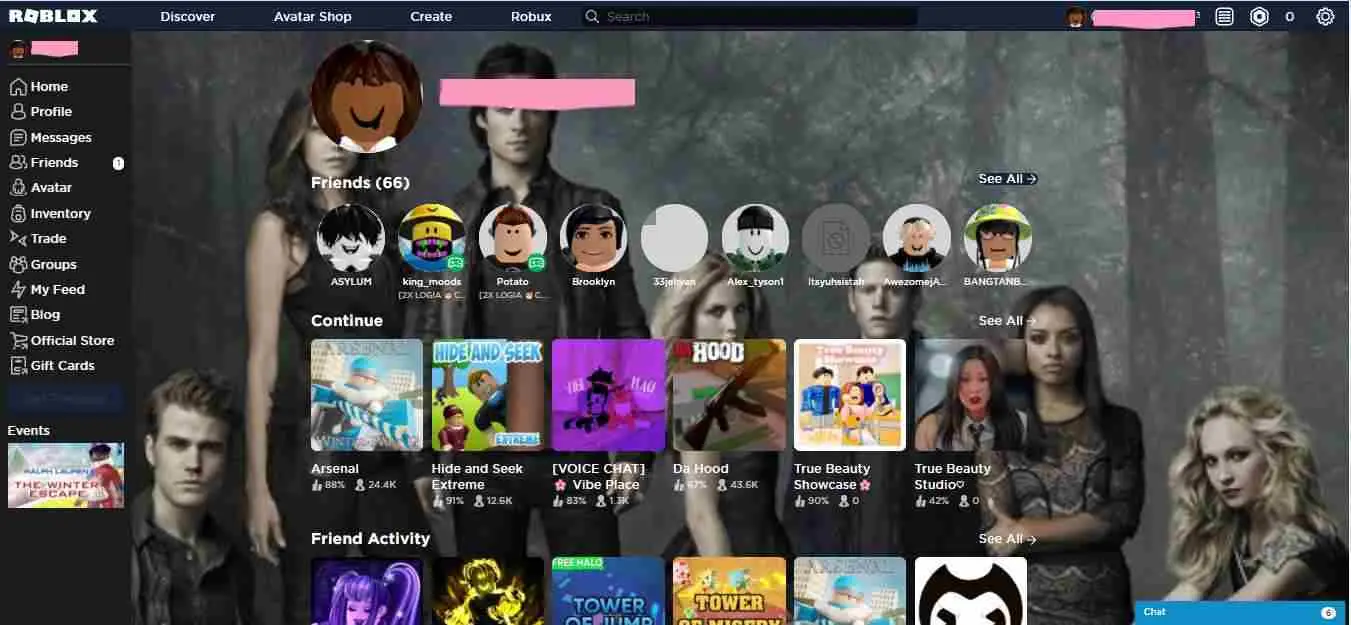 ROBLOX
Discover
Avatar Shop
Create
Robux
Search
0
Home
Profile
Messages
Friends
1
Avatar
Inventory
Trade
Groups
My Feed
Blog
Official Store
Gift Cards
Events
RALPH LAUREN
THE WINTER
ESCAPE
Friends (66)
See All →
ASYLUM
king_moods
[2X LOGIA C...
Potato
[2X LOGIA C...
Brooklyn
Alex_tyson1
Itsyuhsistah
AwezomejA...
BANGTANB...
Continue
See All →
ARSENAL
HIDE AND SEEK
EXTREME
HOOD
True Beauty
Showcase
Arsenal
88% 24.4K
Hide and Seek
Extreme
91% 12.6K
[VOICE CHAT]
🌸 Vibe Place
83% 1.3K
Da Hood
67% 43.6K
True Beauty
Showcase🌸
90% 0
True Beauty
Studio♡
42% 0
Friend Activity
See All →
FREE HALO
TOWER
OF JUMP
TOWER
OF MISERY
ARSENAL
Chat
6